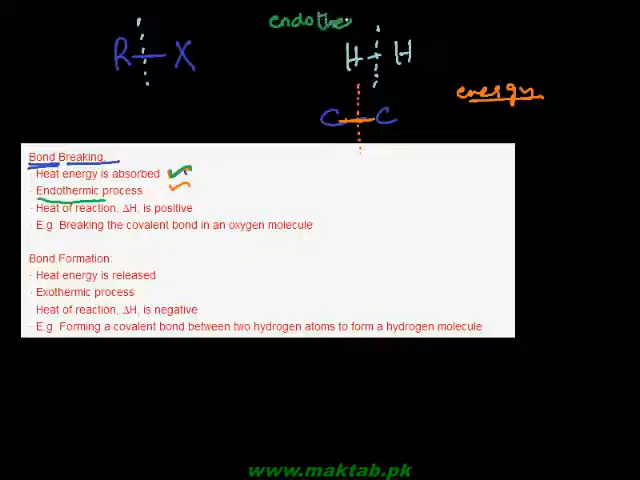 endothe
R-X
H-H
energy
C-C
Bond Breaking:
- Heat energy is absorbed
- Endothermic process
- Heat of reaction, ΔH, is positive
- E.g. Breaking the covalent bond in an oxygen molecule
Bond Formation:
- Heat energy is released
- Exothermic process
Heat of reaction, ΔH, is negative
- E.g. Forming a covalent bond between two hydrogen atoms to form a hydrogen molecule
www.maktab.pk